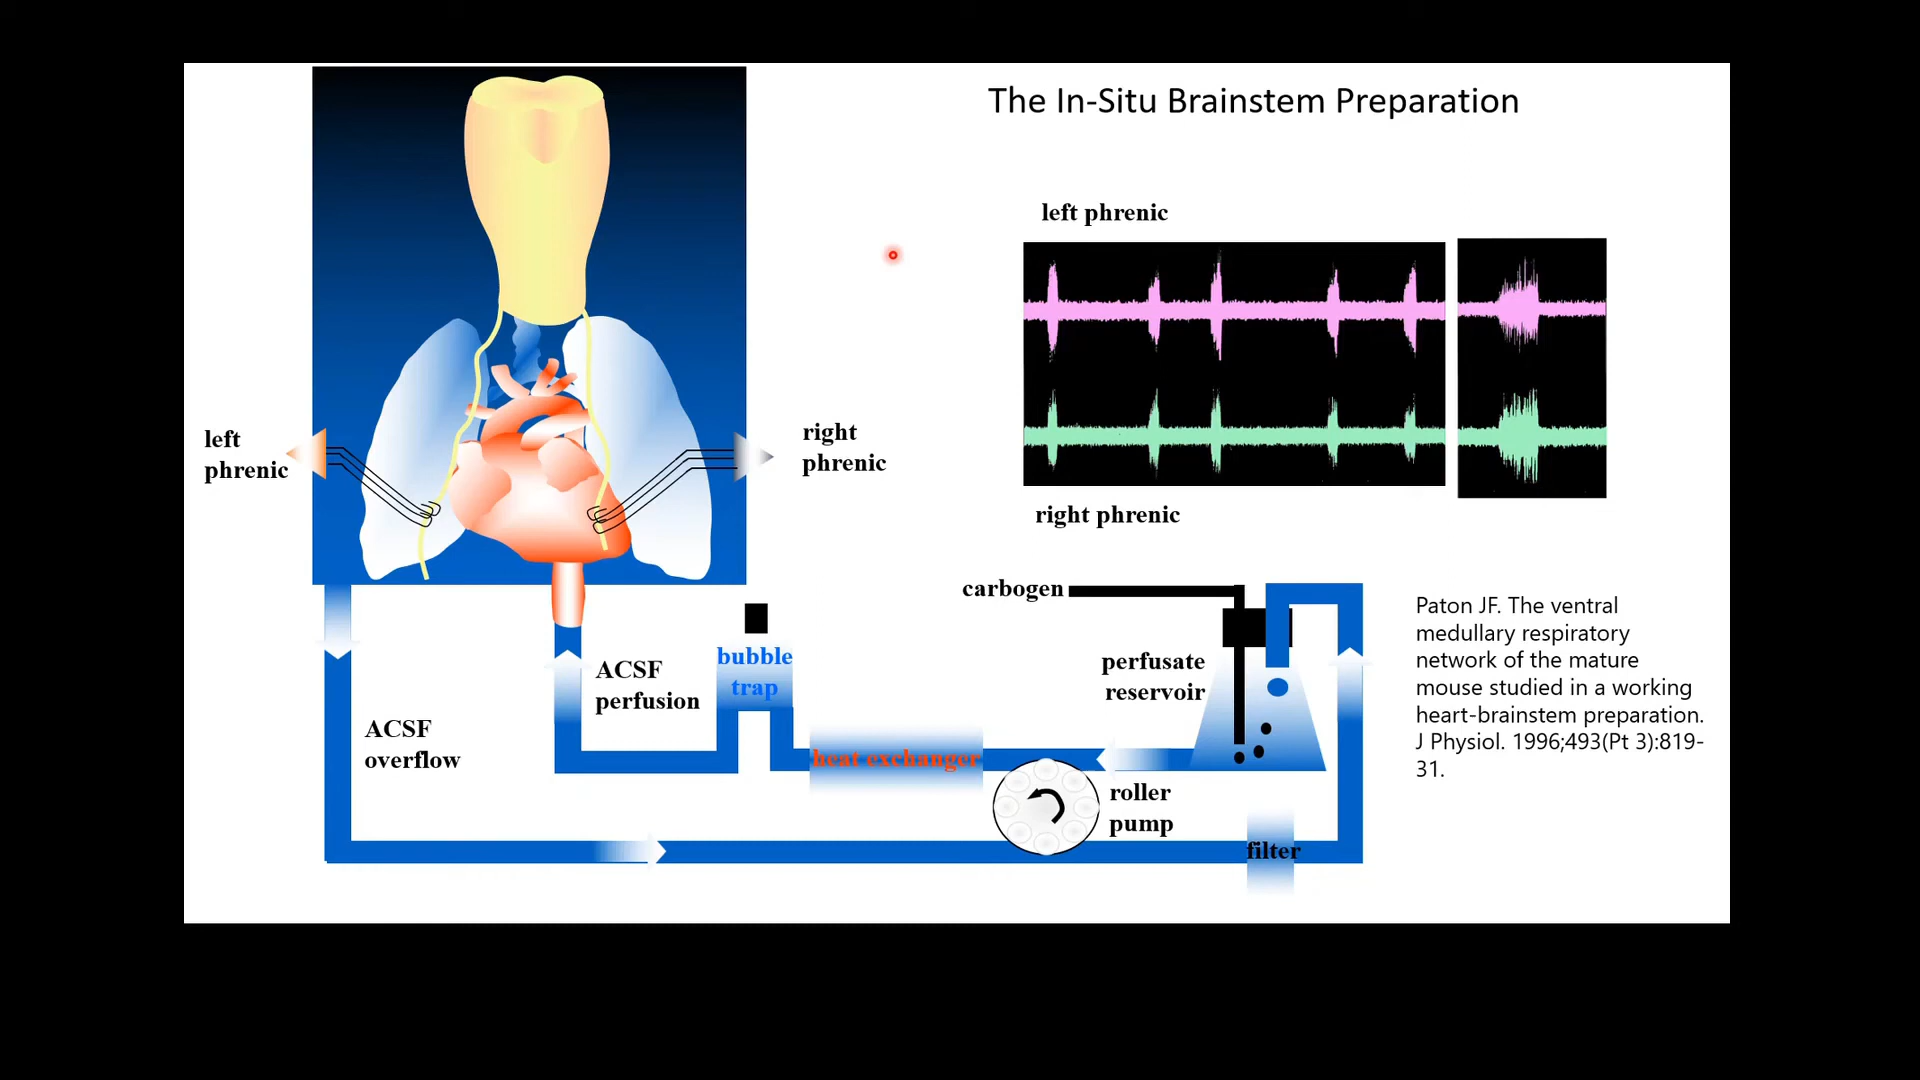 The In-Situ Brainstem Preparation
left phrenic
left
phrenic
right
phrenic
right phrenic
carbogen
bubble
trap
ACSF
perfusion
perfusate
reservoir
ACSF
overflow
heat exchanger
roller
pump
filter
Paton JF. The ventral
medullary respiratory
network of the mature
mouse studied in a working
heart-brainstem preparation.
J Physiol. 1996;493(Pt 3):819-
31.